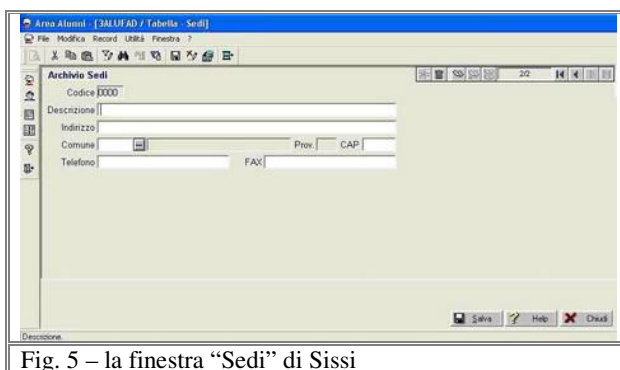 Area Alunni - [3ALUFAD / Tabella - Sedi]
File Modifica Record Utilità Finestra ?
Archivio Sedi
2/2
Codice 0000
Descrizione
Indirizzo
Comune Prov. CAP
Telefono FAX
Salva Help Chiudi
Descrizione.
Fig. 5 – la finestra “Sedi” di Sissi